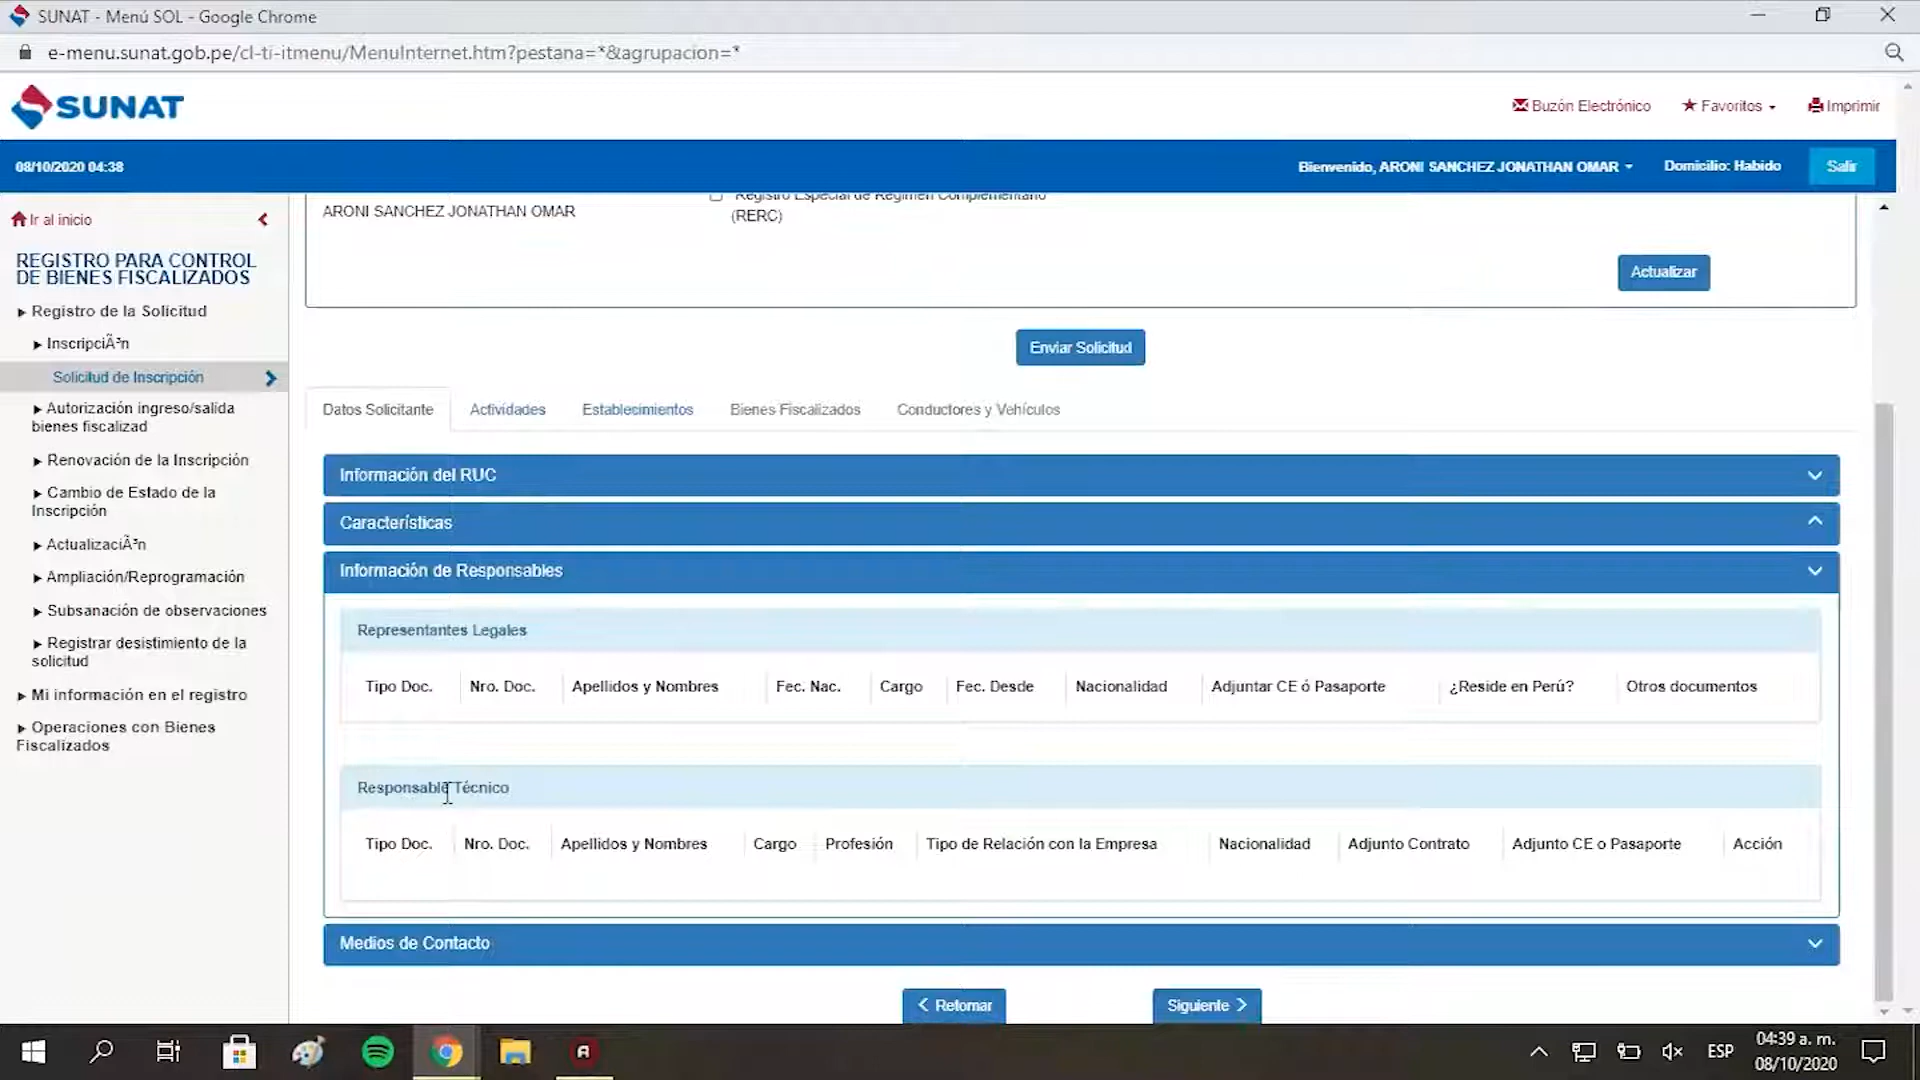 SUNAT - Menú SOL - Google Chrome
e-menu.sunat.gob.pe/cl-ti-itmenu/MenuInternet.htm?pestana=*&agrupacion=*
SUNAT
Buzón Electrónico
Favoritos
Imprimir
08/10/2020 04:38
Bienvenido, ARONI SANCHEZ JONATHAN OMAR
Domicilio: Habido
Salir
Ir al inicio
REGISTRO PARA CONTROL
DE BIENES FISCALIZADOS
Registro de la Solicitud
InscripciÃ³n
Solicitud de Inscripción
Autorización ingreso/salida
bienes fiscalizad
Renovación de la Inscripción
Cambio de Estado de la
Inscripción
ActualizaciÃ³n
Ampliación/Reprogramación
Subsanación de observaciones
Registrar desistimiento de la
solicitud
Mi información en el registro
Operaciones con Bienes
Fiscalizados
ARONI SANCHEZ JONATHAN OMAR
Registro Especial de Régimen Complementario
(RERC)
Actualizar
Enviar Solicitud
Datos Solicitante
Actividades
Establecimientos
Bienes Fiscalizados
Conductores y Vehículos
Información del RUC
Características
Información de Responsables
Representantes Legales
Tipo Doc. Nro. Doc. Apellidos y Nombres Fec. Nac. Cargo Fec. Desde Nacionalidad Adjuntar CE ó Pasaporte ¿Reside en Perú? Otros documentos
Responsable Técnico
Tipo Doc. Nro. Doc. Apellidos y Nombres Cargo Profesión Tipo de Relación con la Empresa Nacionalidad Adjunto Contrato Adjunto CE o Pasaporte Acción
Medios de Contacto
Retornar
Siguiente
ESP
04:39 a. m.
08/10/2020